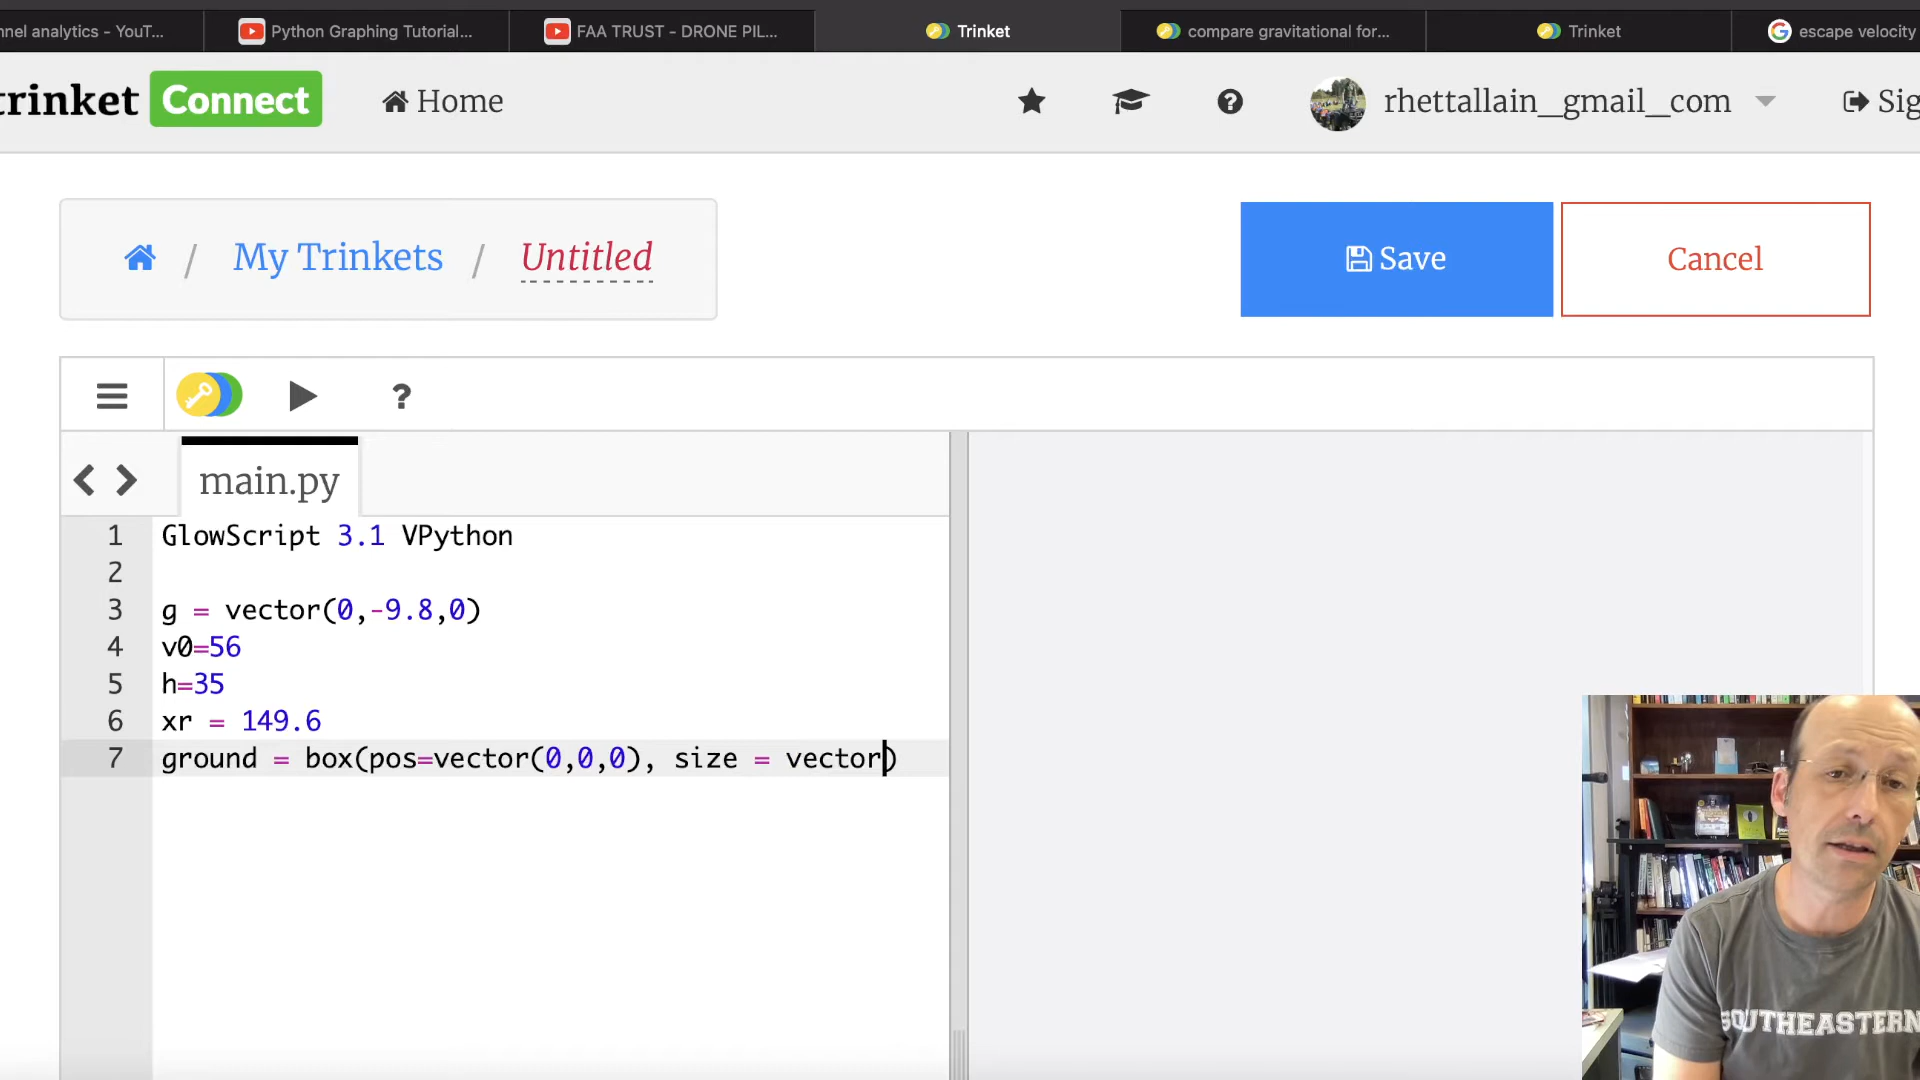 nnel analytics - YouT...
Python Graphing Tutorial...
FAA TRUST - DRONE PIL...
Trinket
compare gravitational for...
Trinket
escape velocity
trinket Connect
Home
?
rhettallain_gmail_com
Sig
/ My Trinkets / Untitled
Save
Cancel
?
main.py
1 GlowScript 3.1 VPython
2
3 g = vector(0,-9.8,0)
4 v0=56
5 h=35
6 xr = 149.6
7 ground = box(pos=vector(0,0,0), size = vector)
SOUTHEASTERN